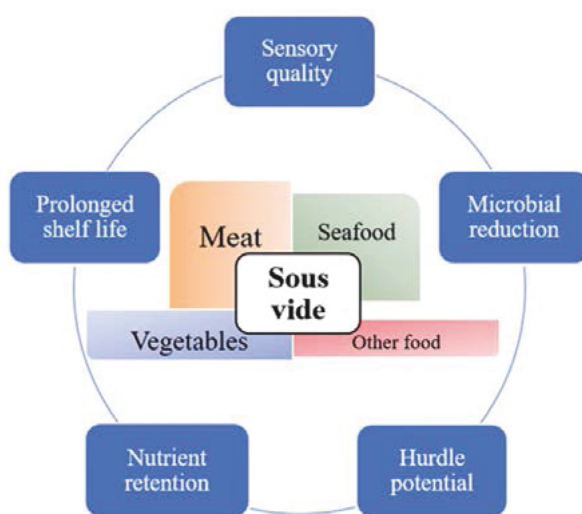 Sensory
quality
Prolonged
shelf life
Microbial
reduction
Meat
Seafood
Sous
vide
Vegetables
Other food
Nutrient
retention
Hurdle
potential